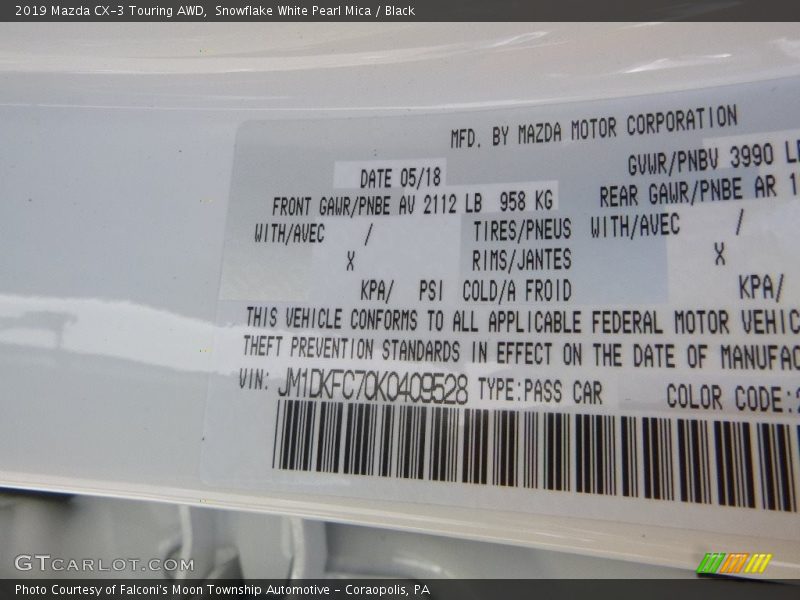 2019 Mazda CX-3 Touring AWD, Snowflake White Pearl Mica / Black
MFD. BY MAZDA MOTOR CORPORATION
DATE 05/18 GVWR/PNBV 3990 LB
FRONT GAWR/PNBE AV 2112 LB 958 KG REAR GAWR/PNBE AR 1
WITH/AVEC / TIRES/PNEUS WITH/AVEC /
X RIMS/JANTES X
KPA/ PSI COLD/A FROID KPA/
THIS VEHICLE CONFORMS TO ALL APPLICABLE FEDERAL MOTOR VEHIC
THEFT PREVENTION STANDARDS IN EFFECT ON THE DATE OF MANUFAC
VIN: JM1DKFC70K0409528 TYPE:PASS CAR COLOR CODE:2
GTCARLOT.COM
Photo Courtesy of Falconi's Moon Township Automotive - Coraopolis, PA